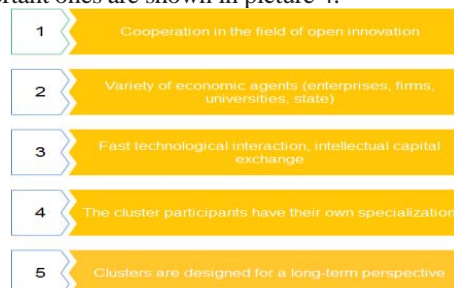 ortant ones are shown in picture 4.
1
Cooperation in the field of open innovation
2
Variety of economic agents (enterprises, firms,
universities, state)
3
Fast technological interaction, intellectual capital
exchange
4
The cluster participants have their own specialization
5
Clusters are designed for a long-term perspective